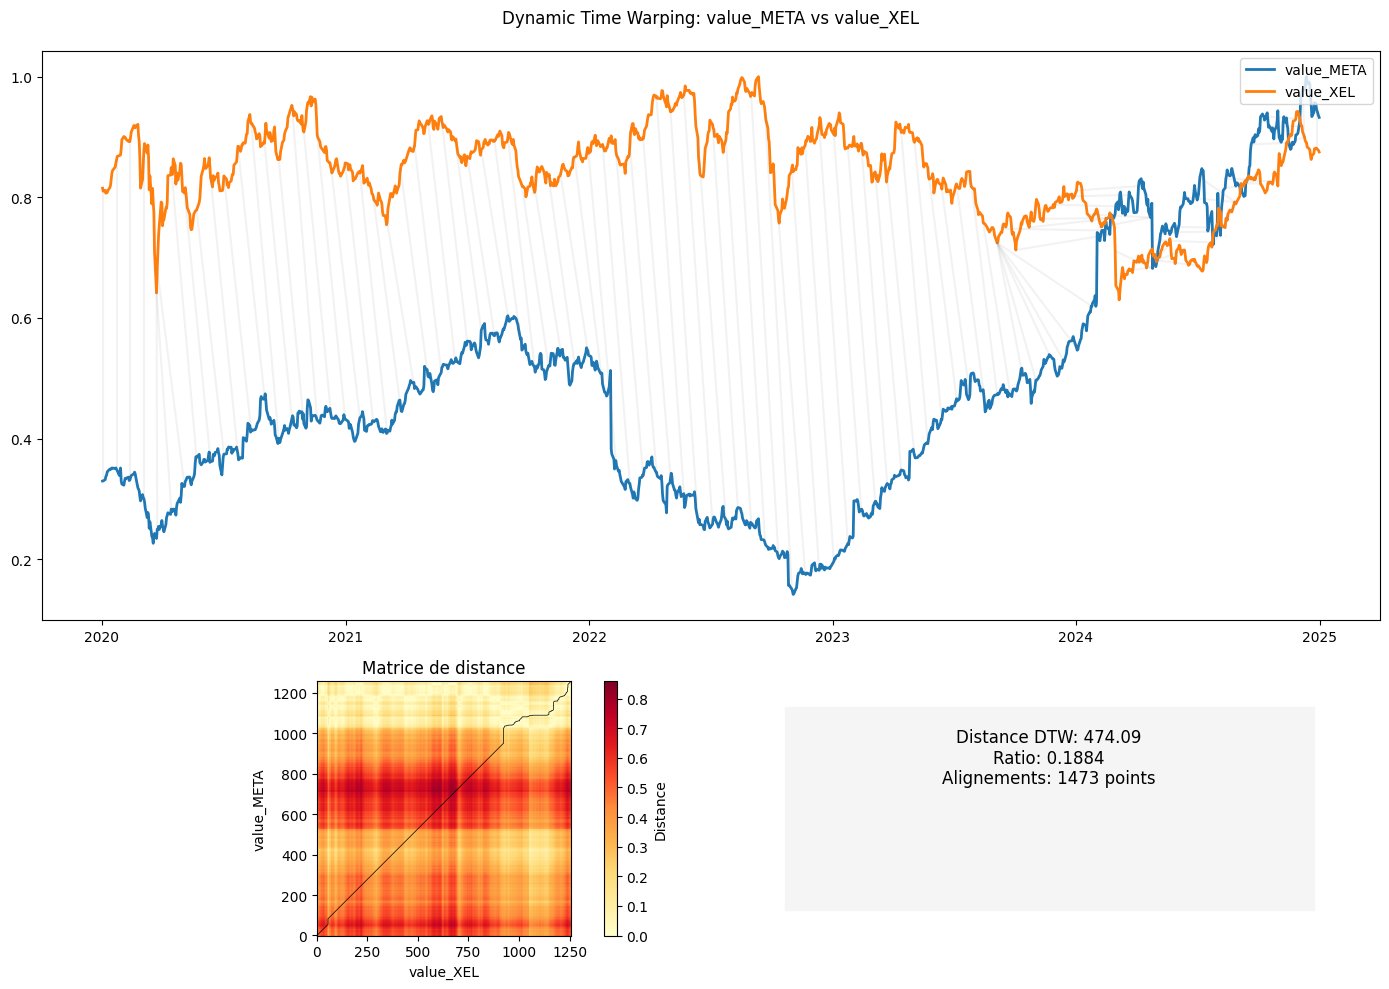 Dynamic Time Warping: value_META vs value_XEL
value_META
value_XEL
1.0
0.8
0.6
0.4
0.2
2020 2021 2022 2023 2024 2025
Matrice de distance
value_META
1200
1000
800
600
400
200
0
0 250 500 750 1000 1250
value_XEL
0.8
0.7
0.6
0.5
0.4
0.3
0.2
0.1
0.0
Distance
Distance DTW: 474.09
Ratio: 0.1884
Alignements: 1473 points